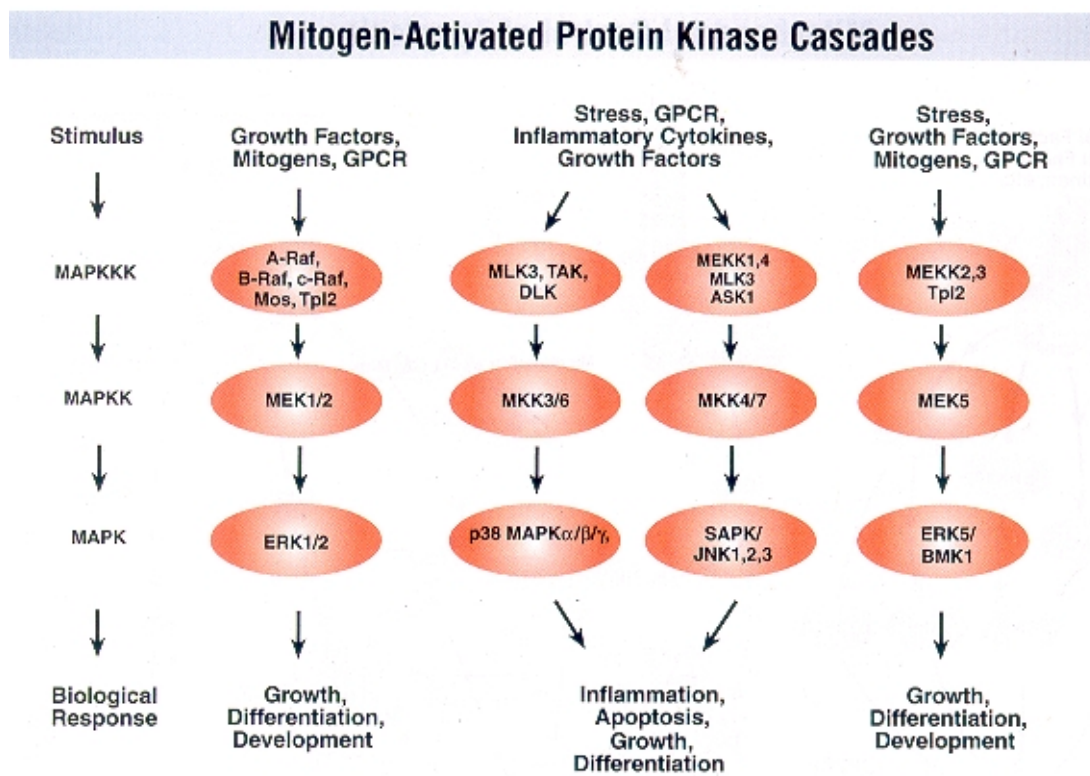 Mitogen-Activated Protein Kinase Cascades
Stimulus
Growth Factors,
Mitogens, GPCR
Stress, GPCR,
Inflammatory Cytokines,
Growth Factors
Stress,
Growth Factors,
Mitogens, GPCR
MAPKKK
A-Raf,
B-Raf, c-Raf,
Mos, Tpl2
MLK3, TAK,
DLK
MEKK1,4
MLK3
ASK1
MEKK2,3
Tpl2
MAPKK
MEK1/2
MKK3/6
MKK4/7
MEK5
MAPK
ERK1/2
p38 MAPKα/β/γ,
SAPK/
JNK1,2,3
ERK5/
BMK1
Biological
Response
Growth,
Differentiation,
Development
Inflammation,
Apoptosis,
Growth,
Differentiation
Growth,
Differentiation,
Development